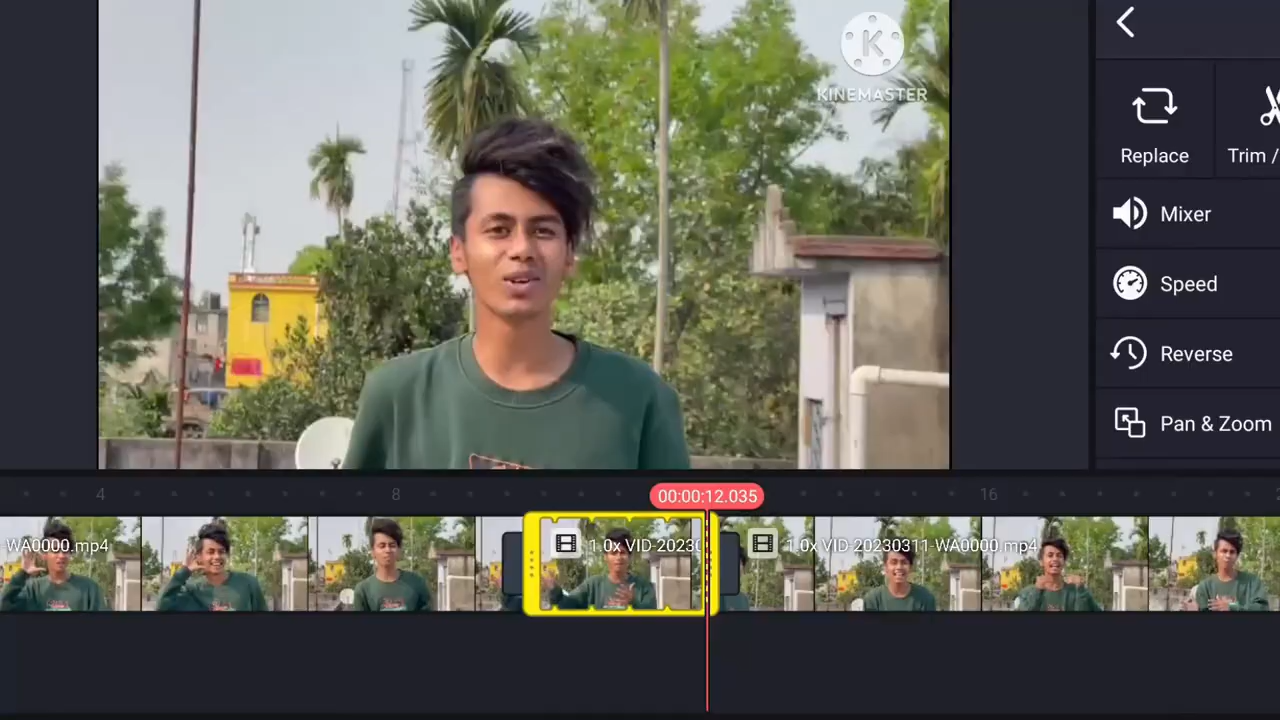 K
KINEMASTER
Replace
Trim /
Mixer
Speed
Reverse
Pan & Zoom
4
8
00:00:12.035
16
WA0000.mp4
1.0x VID-20230
1.0x VID-20230311-WA0000.mp4